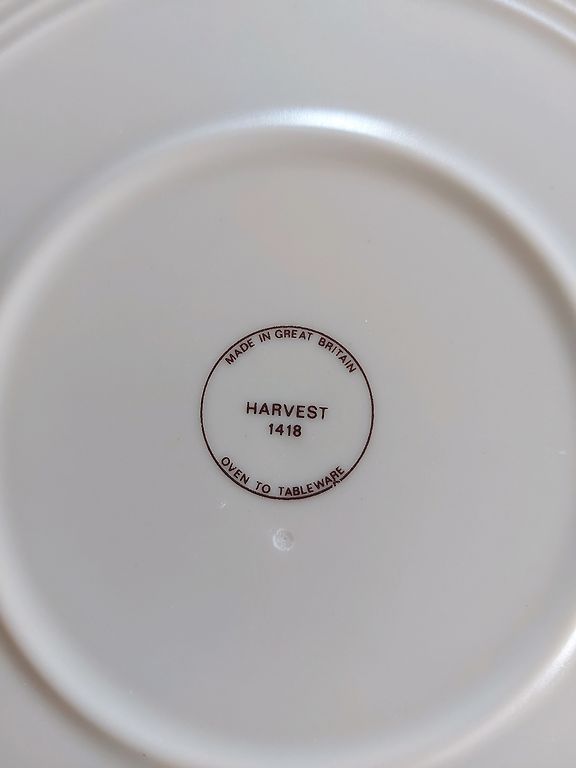 MADE IN GREAT BRITAIN
HARVEST
1418
OVEN TO TABLEWARE